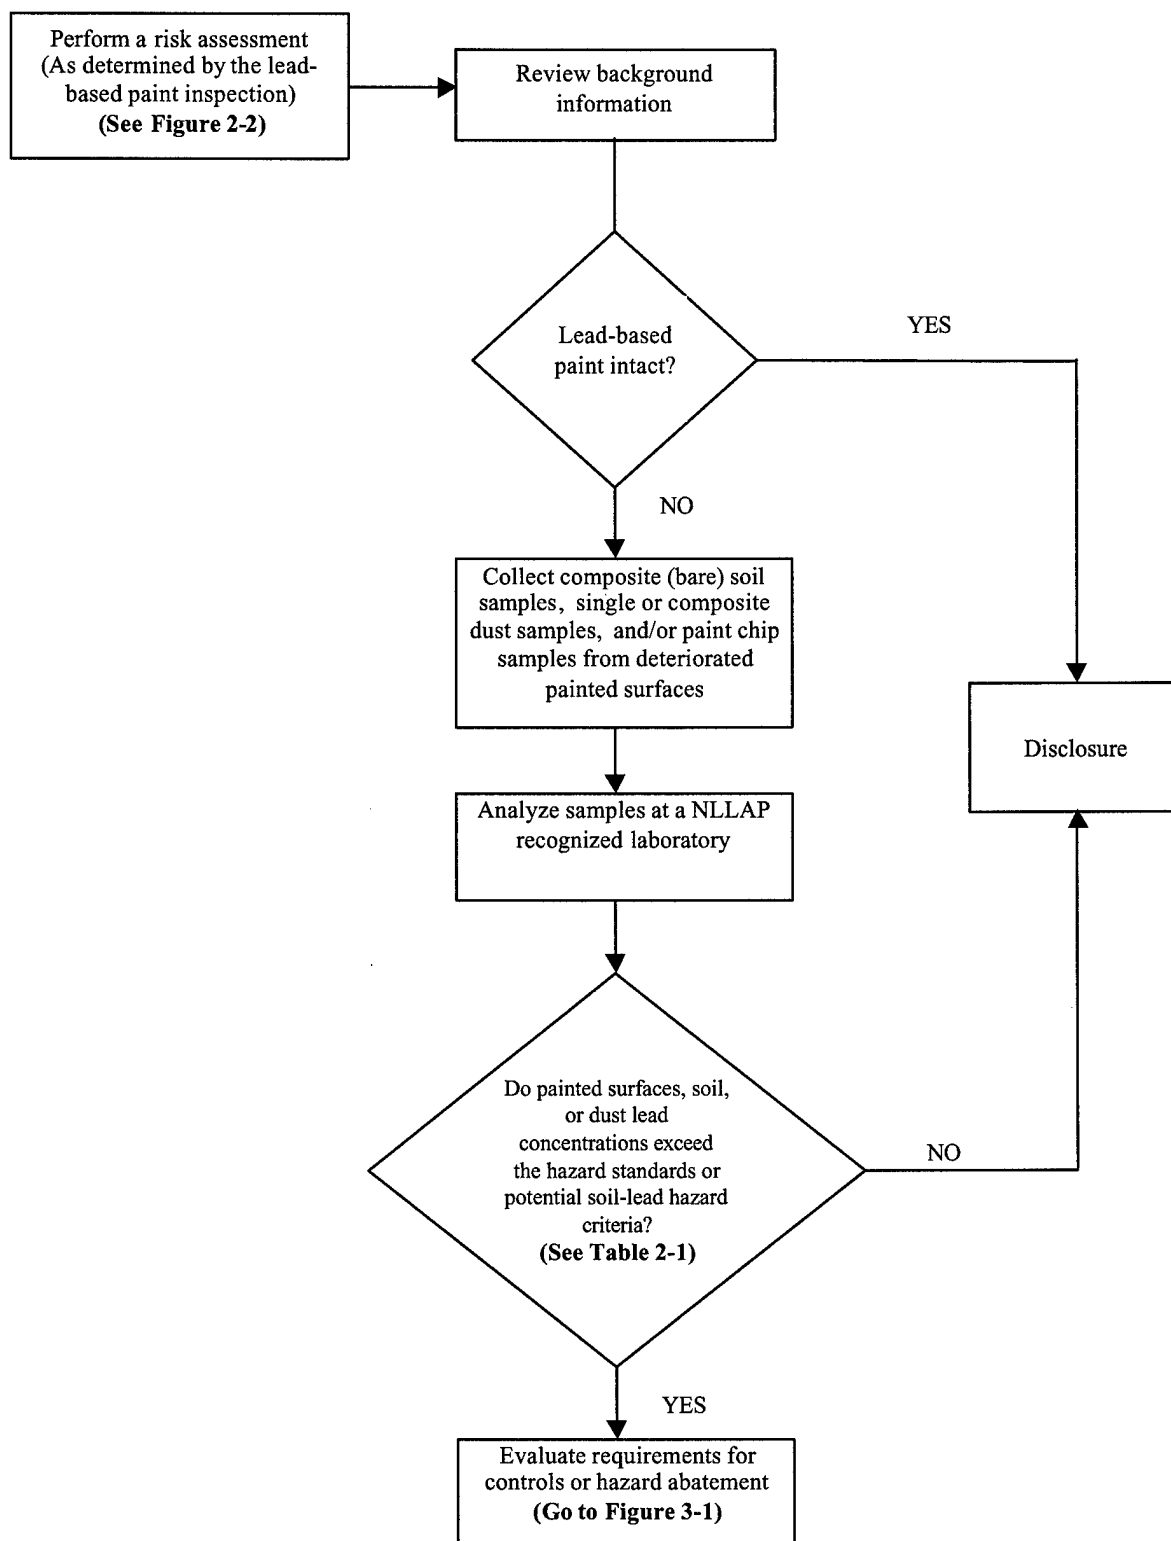 Perform a risk assessment
(As determined by the lead-
based paint inspection)
(See Figure 2-2)
Review background
information
Lead-based
paint intact?
YES
NO
Collect composite (bare) soil
samples, single or composite
dust samples, and/or paint chip
samples from deteriorated
painted surfaces
Disclosure
Analyze samples at a NLLAP
recognized laboratory
Do painted surfaces, soil,
or dust lead
concentrations exceed
the hazard standards or
potential soil-lead hazard
criteria?
(See Table 2-1)
NO
YES
Evaluate requirements for
controls or hazard abatement
(Go to Figure 3-1)